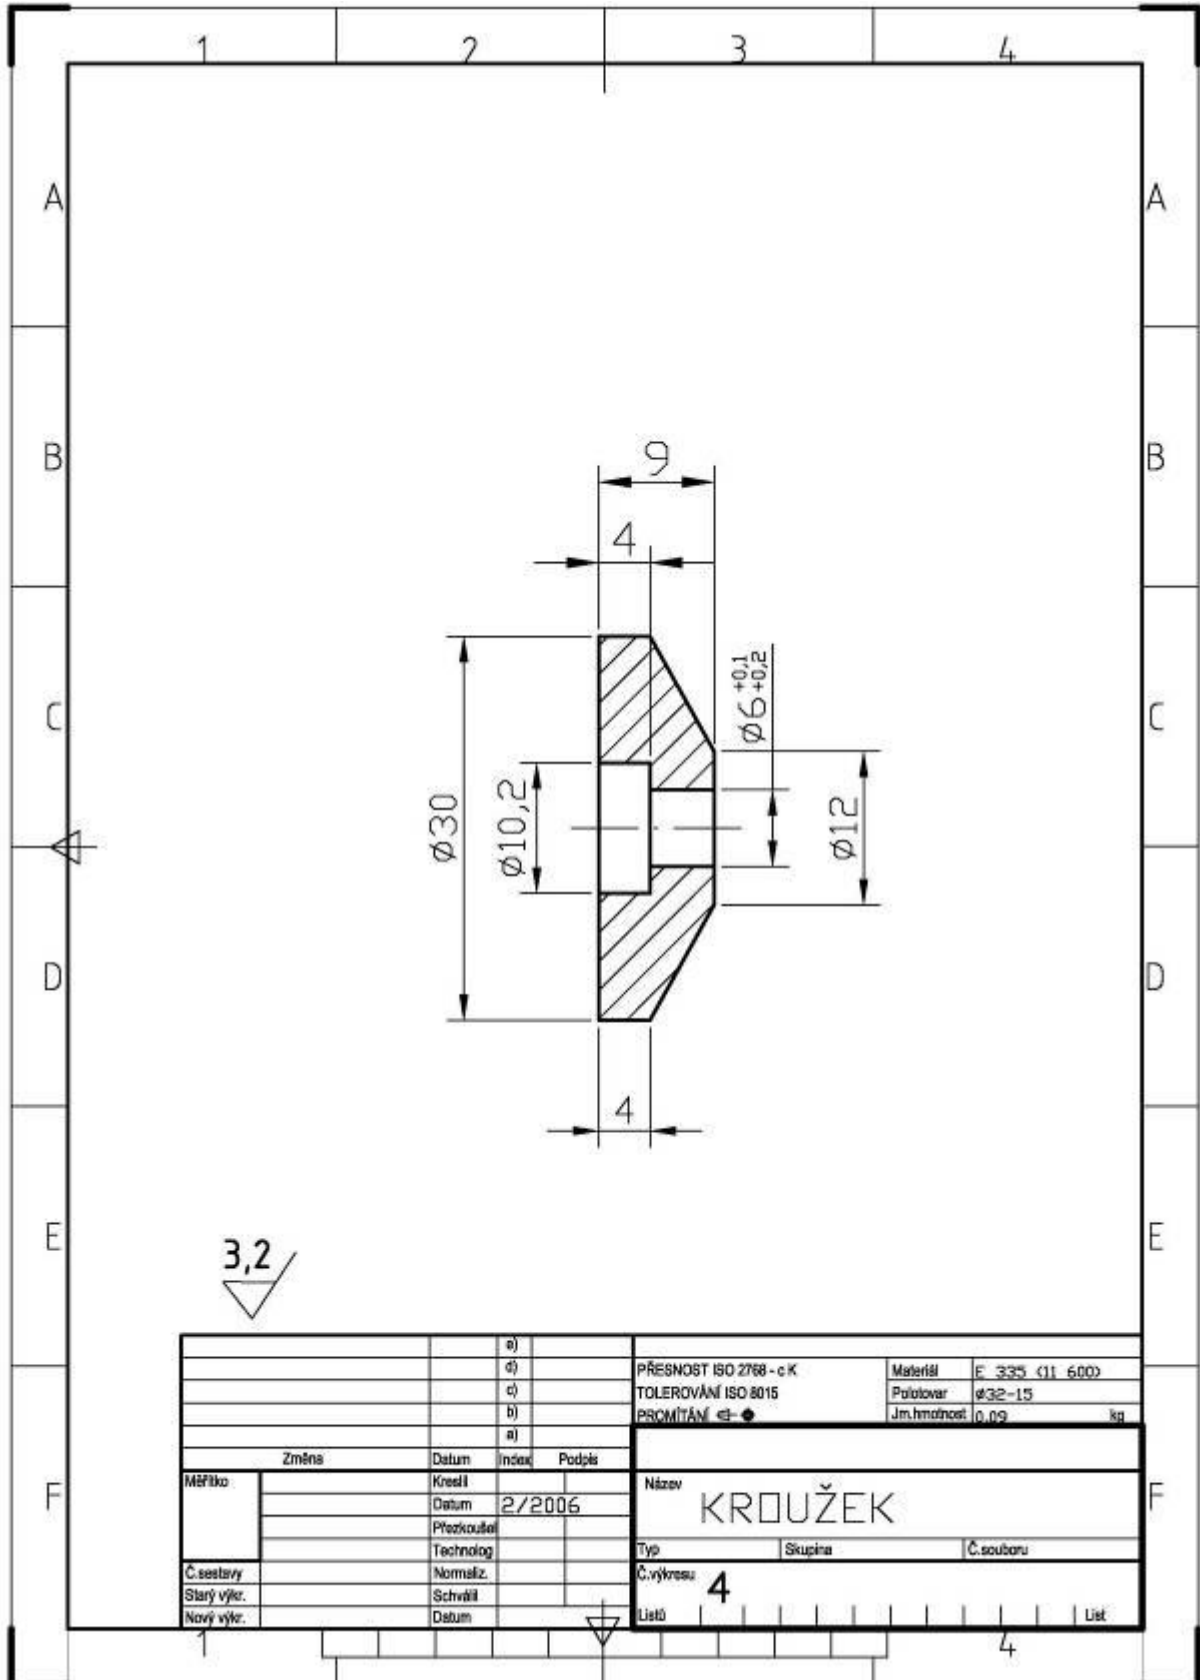 1 2 3 4
A A
B B
9
4
C C
Ø6 +0,1 +0,2
Ø30
Ø10,2
Ø12
D D
4
E E
3,2
e)
d)
c)
b)
a)
Změna Datum Index Podpis
PŘESNOST ISO 2768 - c K
TOLEROVÁNÍ ISO 8015
PROMÍTÁNÍ
Materiál E 335 (11 600)
Polotovar Ø32-15
Jm.hmotnost 0,09 kg
F F
Měřítko
Kreslil
Datum 2/2006
Přezkoušel
Technolog
Č.sestavy Normaliz.
Starý výkr. Schválil
Nový výkr. Datum
Název
KROUŽEK
Typ Skupina Č.souboru
Č.výkresu 4
Listů List
1 4